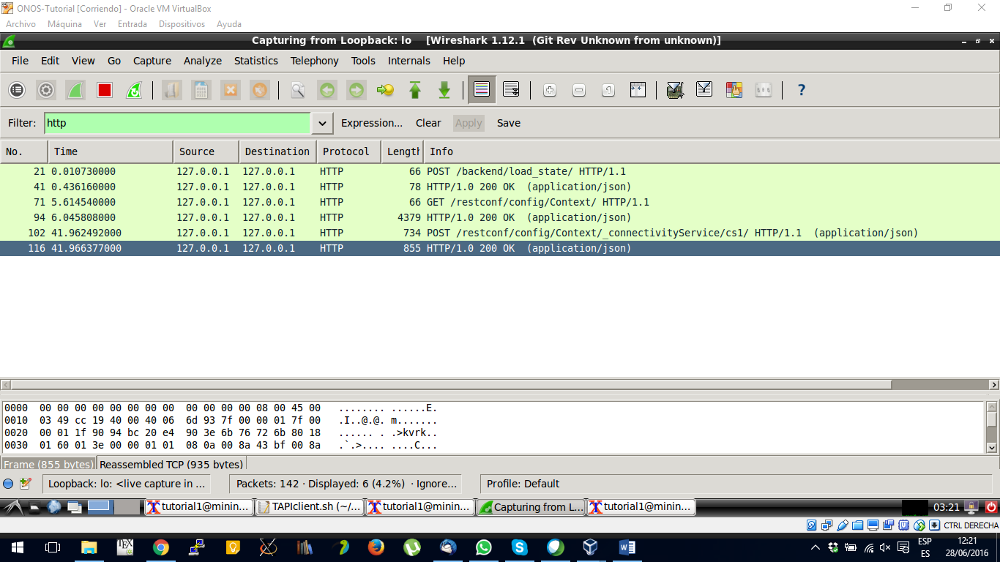 ONOS-Tutorial [Corriendo] - Oracle VM VirtualBox
Archivo Máquina Ver Entrada Dispositivos Ayuda
Capturing from Loopback: lo [Wireshark 1.12.1 (Git Rev Unknown from unknown)]
File Edit View Go Capture Analyze Statistics Telephony Tools Internals Help
Filter: http Expression... Clear Apply Save
No. Time Source Destination Protocol Length Info
21 0.010730000 127.0.0.1 127.0.0.1 HTTP 66 POST /backend/load_state/ HTTP/1.1
41 0.436160000 127.0.0.1 127.0.0.1 HTTP 78 HTTP/1.0 200 OK (application/json)
71 5.614540000 127.0.0.1 127.0.0.1 HTTP 66 GET /restconf/config/Context/ HTTP/1.1
94 6.045808000 127.0.0.1 127.0.0.1 HTTP 4379 HTTP/1.0 200 OK (application/json)
102 41.962492000 127.0.0.1 127.0.0.1 HTTP 734 POST /restconf/config/Context/_connectivityService/cs1/ HTTP/1.1 (application/json)
116 41.966377000 127.0.0.1 127.0.0.1 HTTP 855 HTTP/1.0 200 OK (application/json)
0000 00 00 00 00 00 00 00 00 00 00 00 00 08 00 45 00 ........ ......E.
0010 03 49 cc 19 40 00 40 06 6d 93 7f 00 00 01 7f 00 .I..@.@. m.......
0020 00 01 1f 90 94 bc 20 e4 90 3e 6b 76 72 6b 80 18 ...... . .>kvrk..
0030 01 60 01 3e 00 00 01 01 08 0a 00 8a 43 bf 00 8a .`.>.... ....C...
Frame (855 bytes) Reassembled TCP (935 bytes)
Loopback: lo: <live capture in ... Packets: 142 · Displayed: 6 (4.2%) · Ignore... Profile: Default
tutorial1@minin... TAPIclient.sh (~/... tutorial1@minin... Capturing from L... tutorial1@minin... 03:21
CTRL DERECHA
TEX
ESP 12:21
ES 28/06/2016